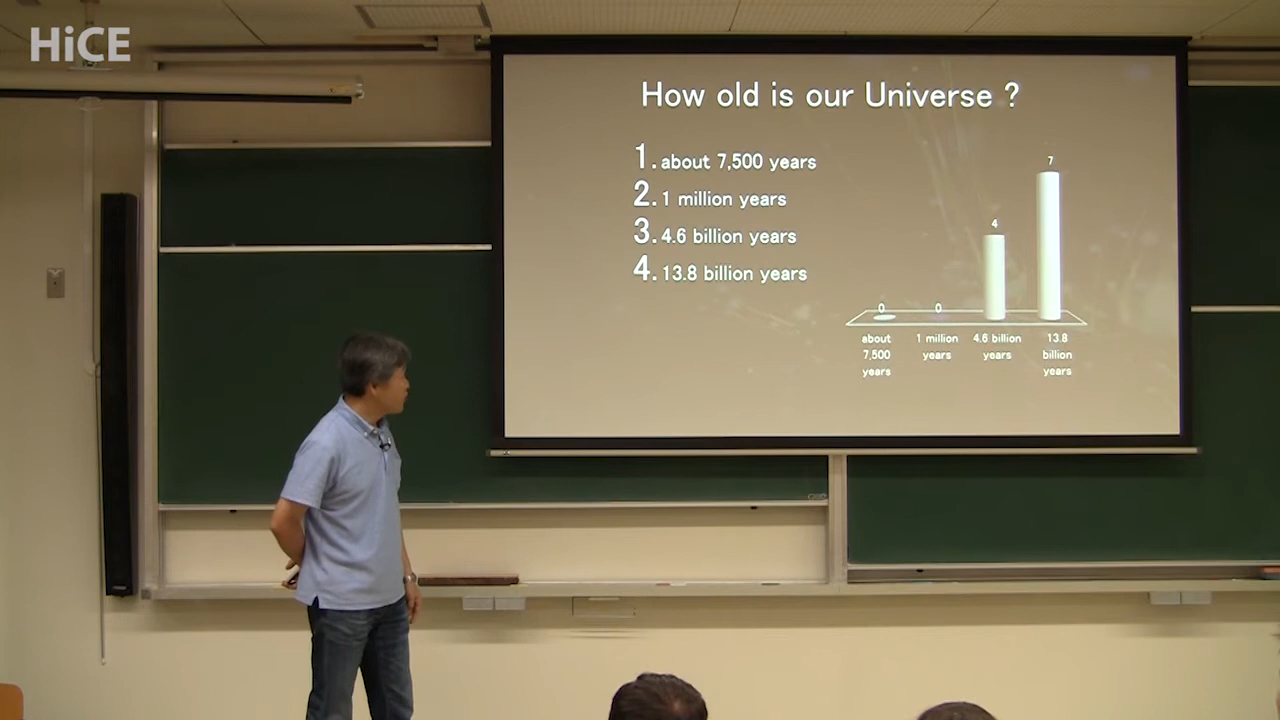 HiCE
How old is our Universe ?
1. about 7,500 years
2. 1 million years
3. 4.6 billion years
4. 13.8 billion years
7
4
0
0
about 7,500 years
1 million years
4.6 billion years
13.8 billion years